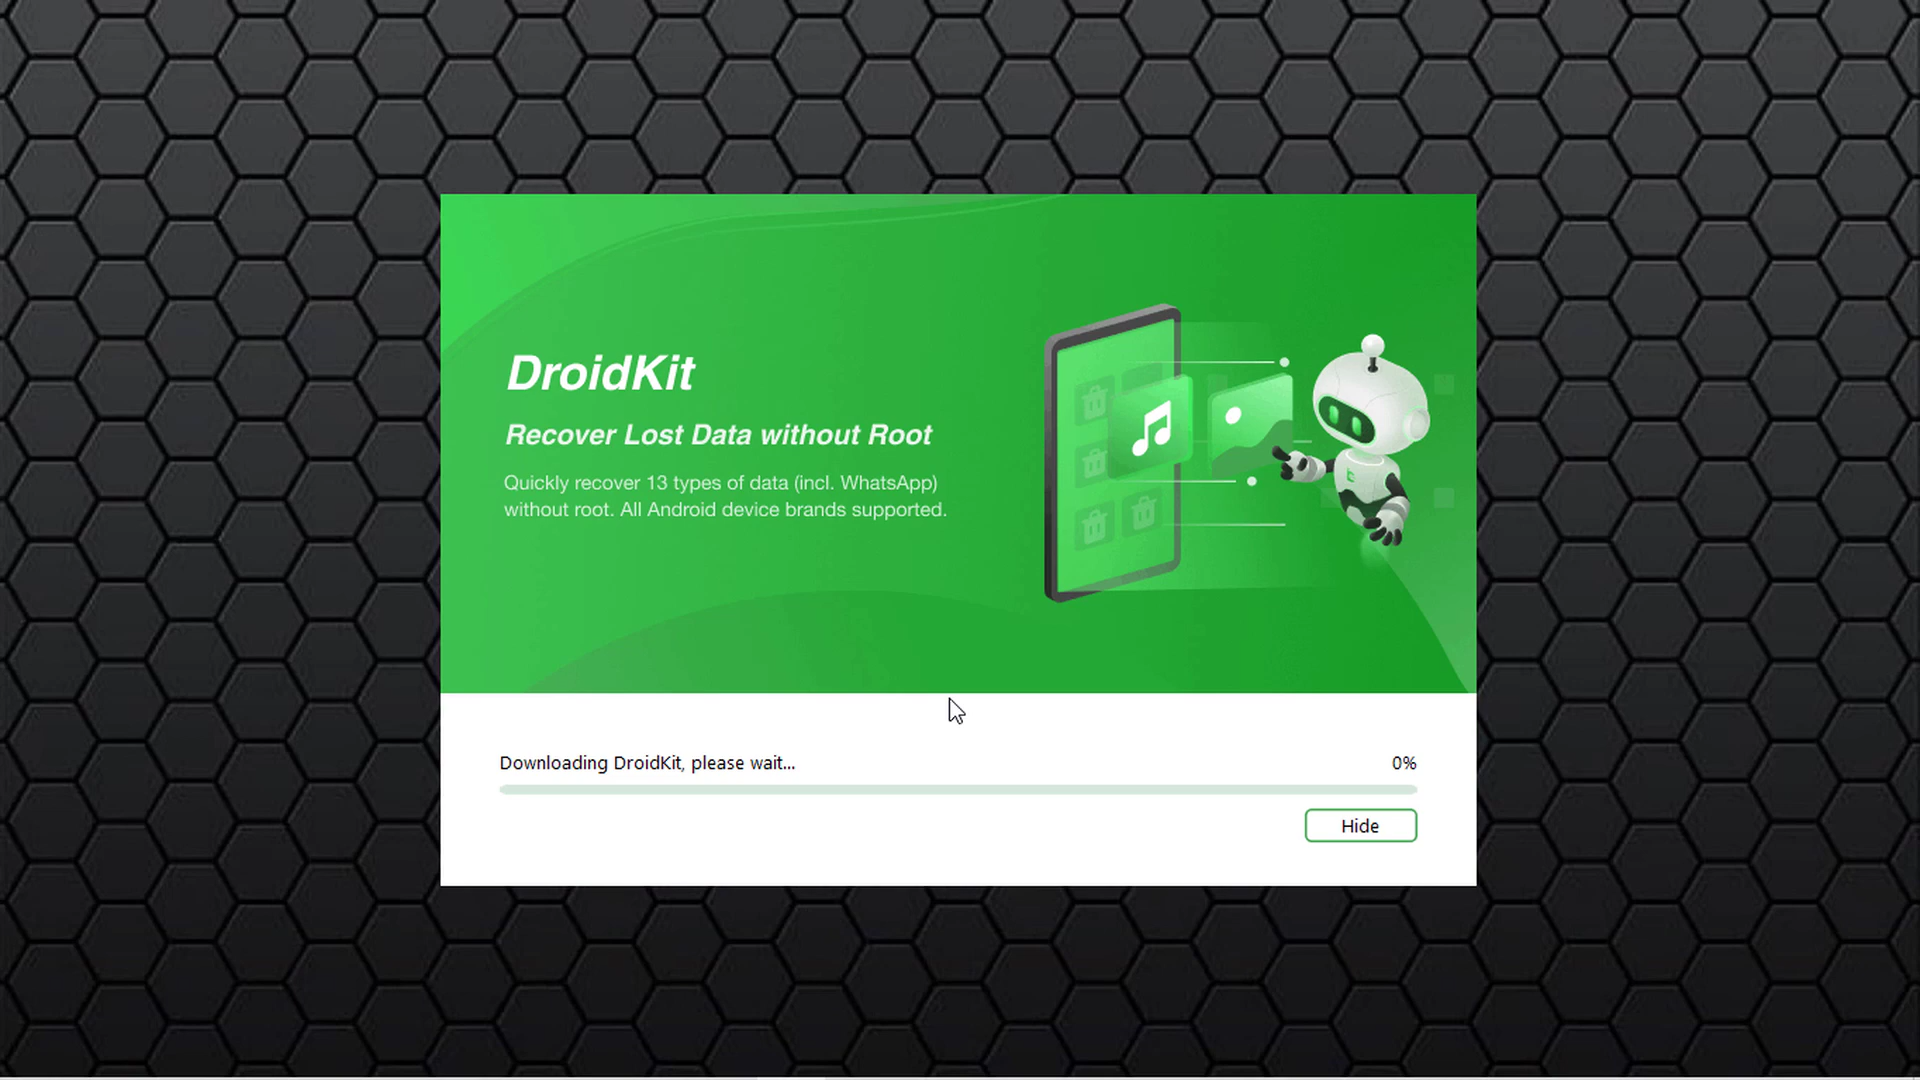 DroidKit
Recover Lost Data without Root
Quickly recover 13 types of data (incl. WhatsApp)
without root. All Android device brands supported.
Downloading DroidKit, please wait... 0%
Hide